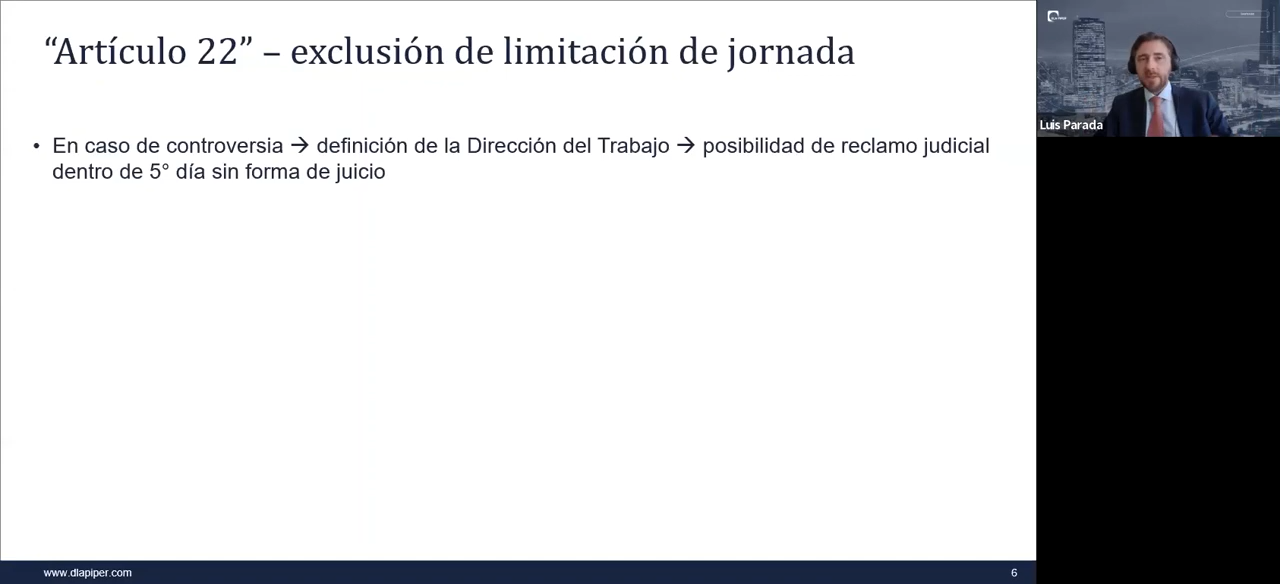 “Artículo 22” – exclusión de limitación de jornada
• En caso de controversia → definición de la Dirección del Trabajo → posibilidad de reclamo judicial
dentro de 5° día sin forma de juicio
Luis Parada
www.dlapiper.com
6